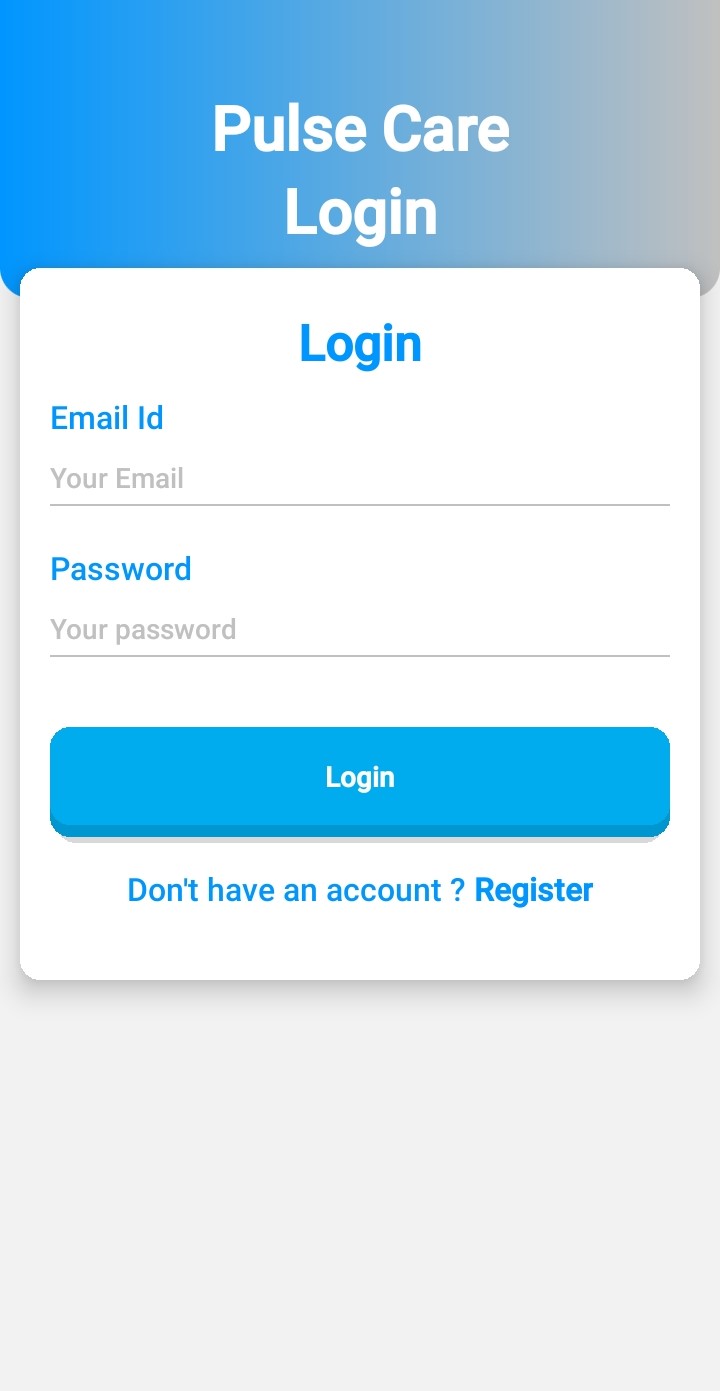 Pulse Care
Login
Login
Email Id
Your Email
Password
Your password
Login
Don't have an account ? Register